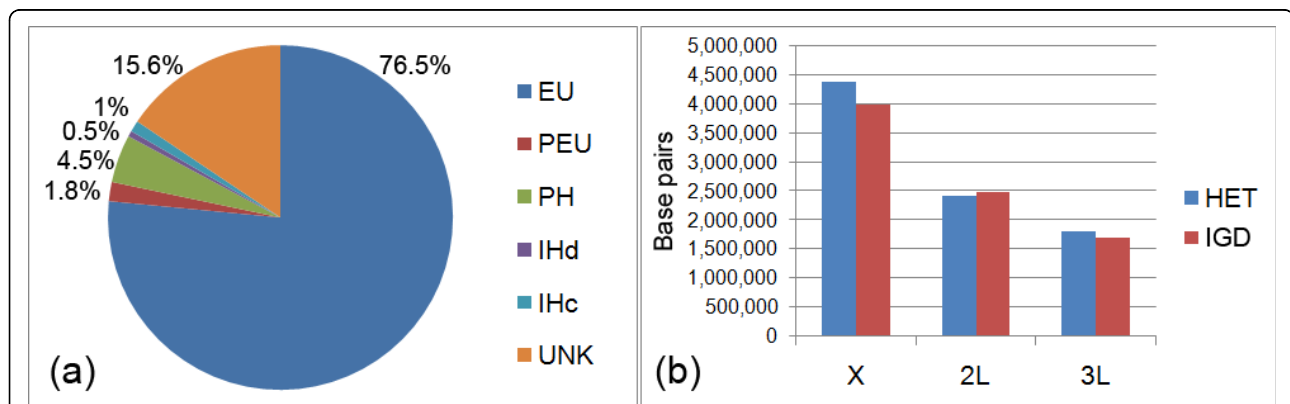 76.5%
15.6%
1%
0.5%
4.5%
1.8%
EU
PEU
PH
IHd
IHc
UNK
(a)
Base pairs
5,000,000
4,500,000
4,000,000
3,500,000
3,000,000
2,500,000
2,000,000
1,500,000
1,000,000
500,000
0
X 2L 3L
HET
IGD
(b)